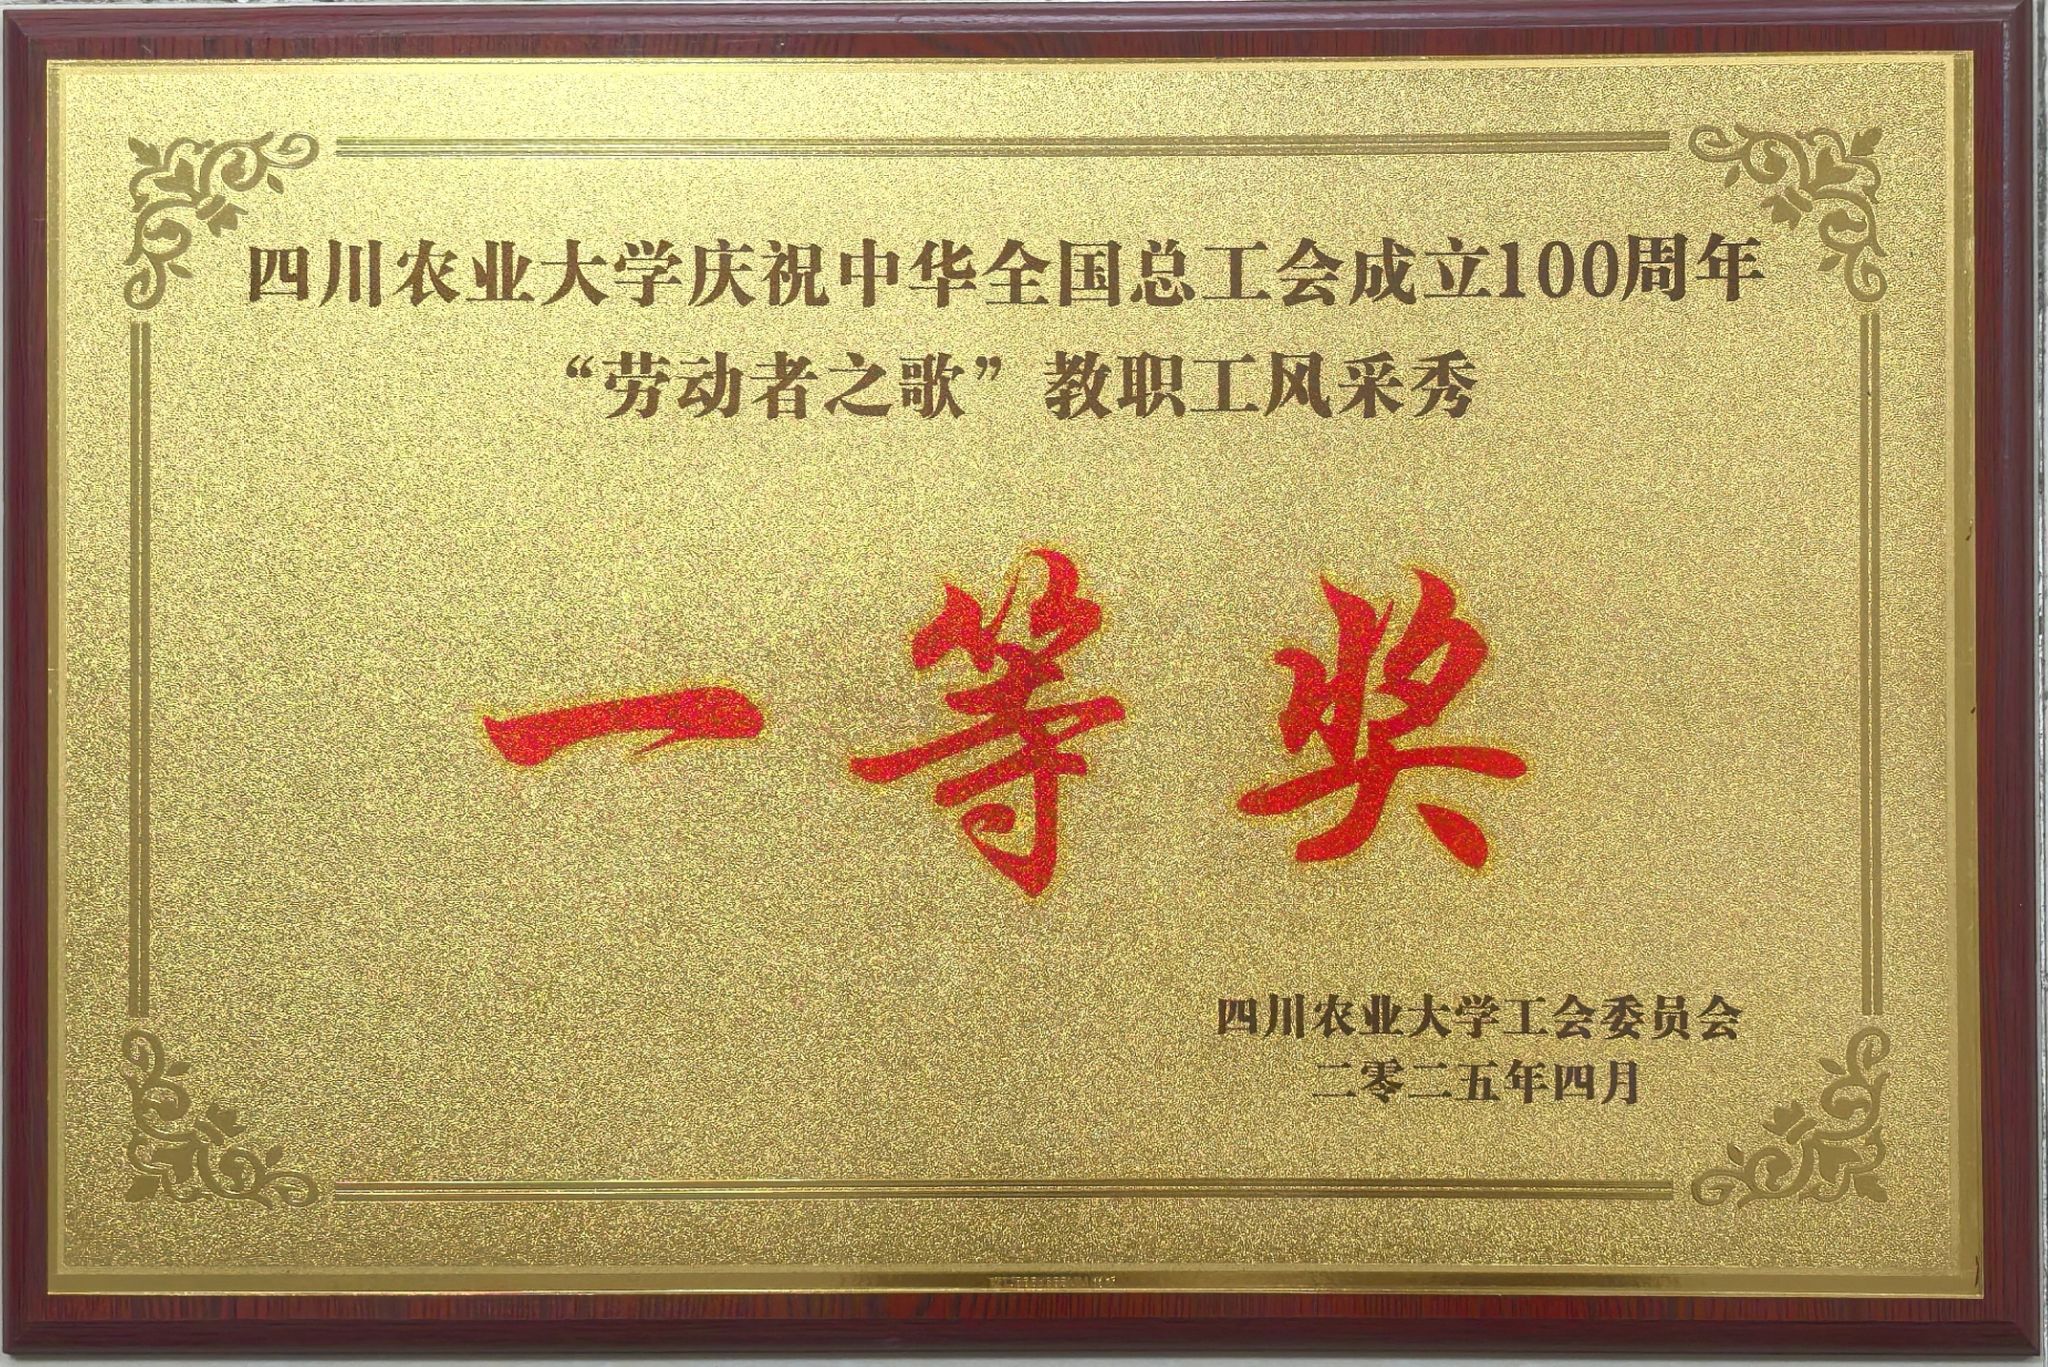 四川农业大学庆祝中华全国总工会成立100周年
“劳动者之歌”教职工风采秀
一等奖
四川农业大学工会委员会
二零二五年四月